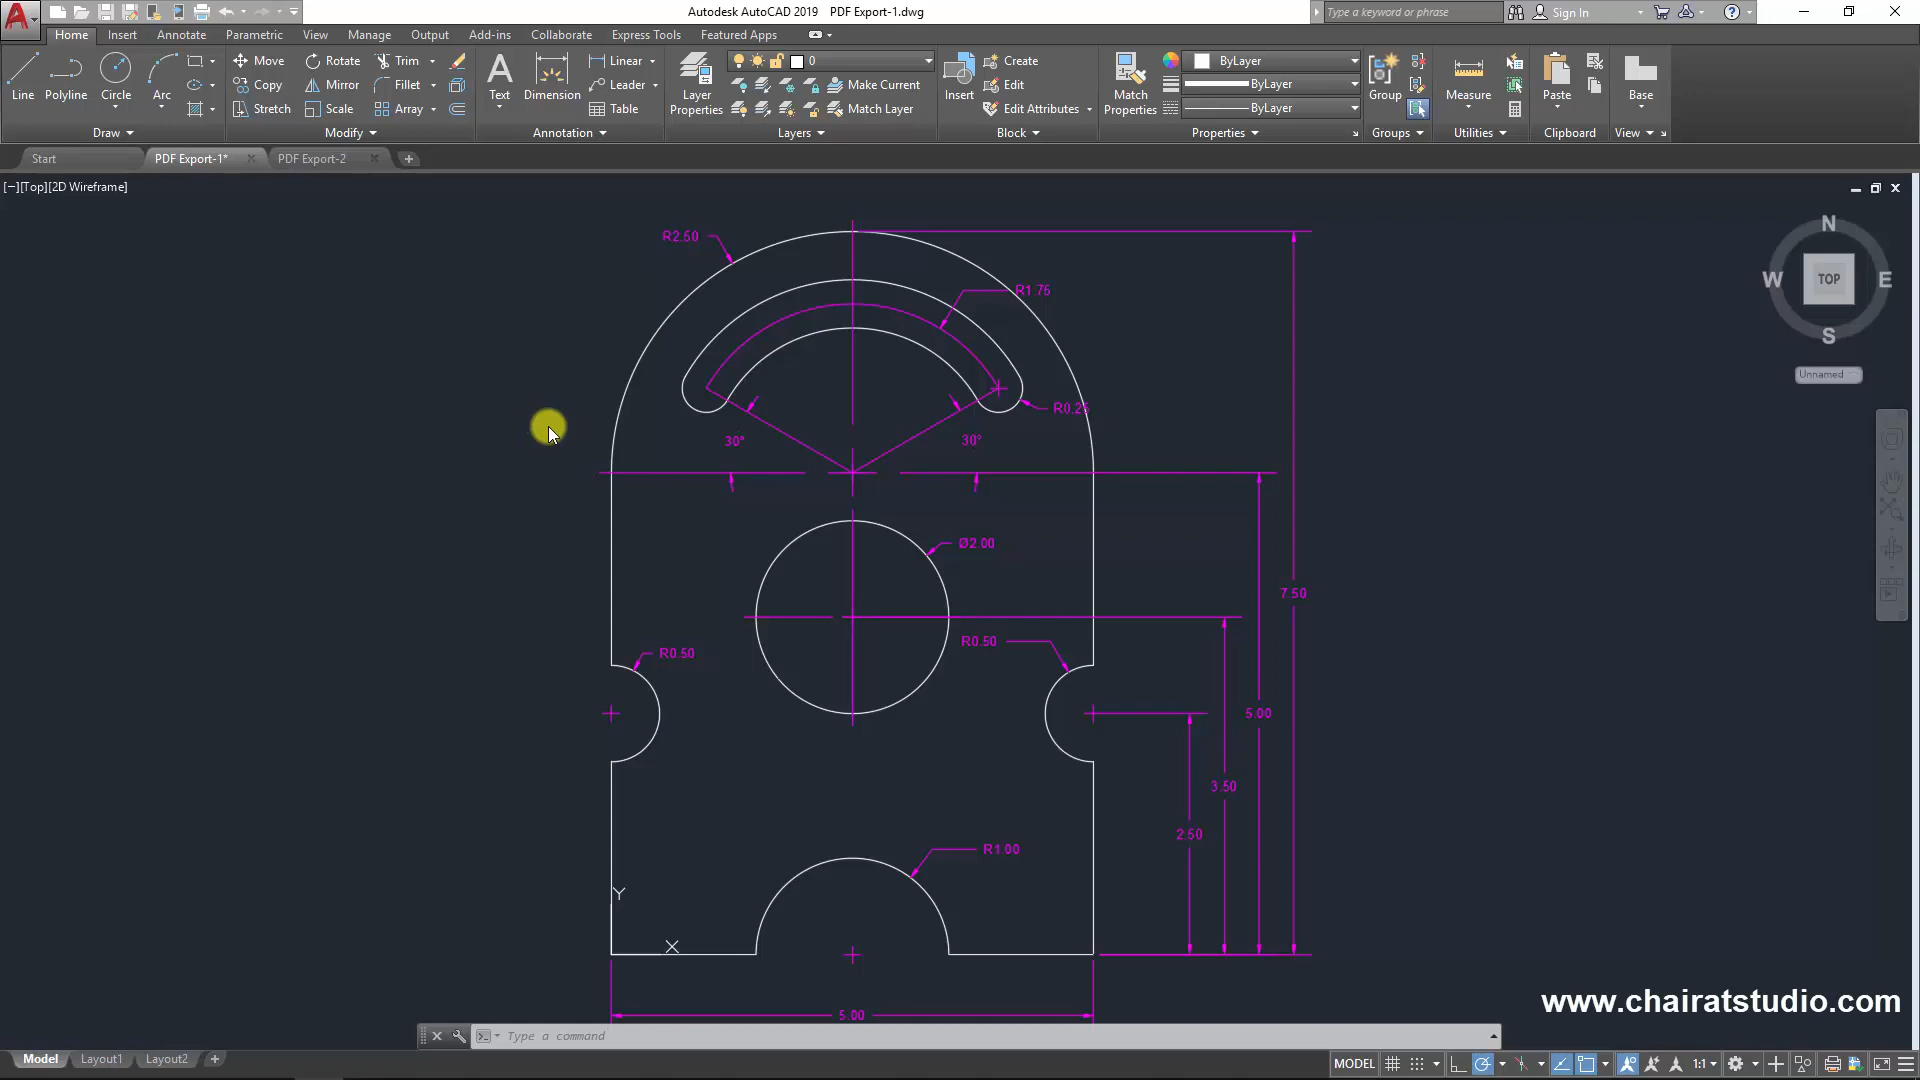 Autodesk AutoCAD 2019 PDF Export-1.dwg
Type a keyword or phrase
Sign In
Home Insert Annotate Parametric View Manage Output Add-ins Collaborate Express Tools Featured Apps
Line Polyline Circle Arc
Move Rotate Trim
Copy Mirror Fillet
Stretch Scale Array
Text Dimension
Linear
Leader
Table
Layer Properties
0
Make Current
Match Layer
Insert
Create
Edit
Edit Attributes
Match Properties
ByLayer
ByLayer
ByLayer
Group
Measure
Paste
Base
Draw Modify Annotation Layers Block Properties Groups Utilities Clipboard View
Start PDF Export-1* PDF Export-2
[−][Top][2D Wireframe]
N
W TOP E
S
Unnamed
R2.50
R1.75
R0.25
30°
30°
Ø2.00
7.50
R0.50
R0.50
5.00
3.50
2.50
R1.00
Y
X
5.00
www.chairatstudio.com
Type a command
Model Layout1 Layout2
MODEL
1:1